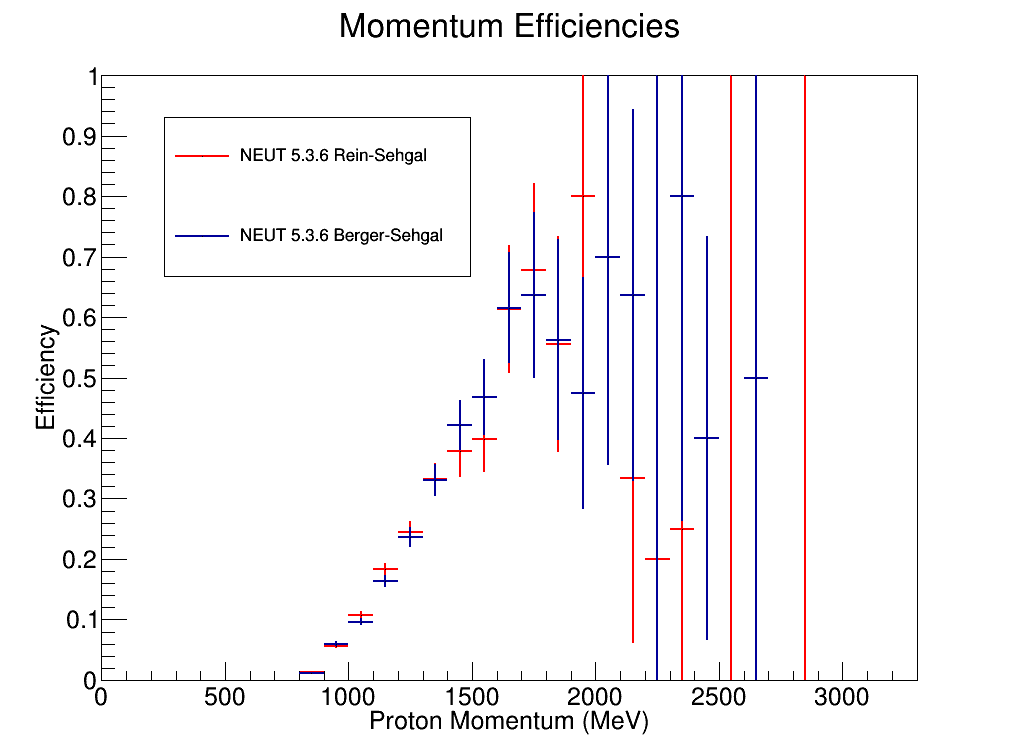 Momentum Efficiencies
NEUT 5.3.6 Rein-Sehgal
NEUT 5.3.6 Berger-Sehgal
Efficiency
1
0.9
0.8
0.7
0.6
0.5
0.4
0.3
0.2
0.1
0
0 500 1000 1500 2000 2500 3000
Proton Momentum (MeV)